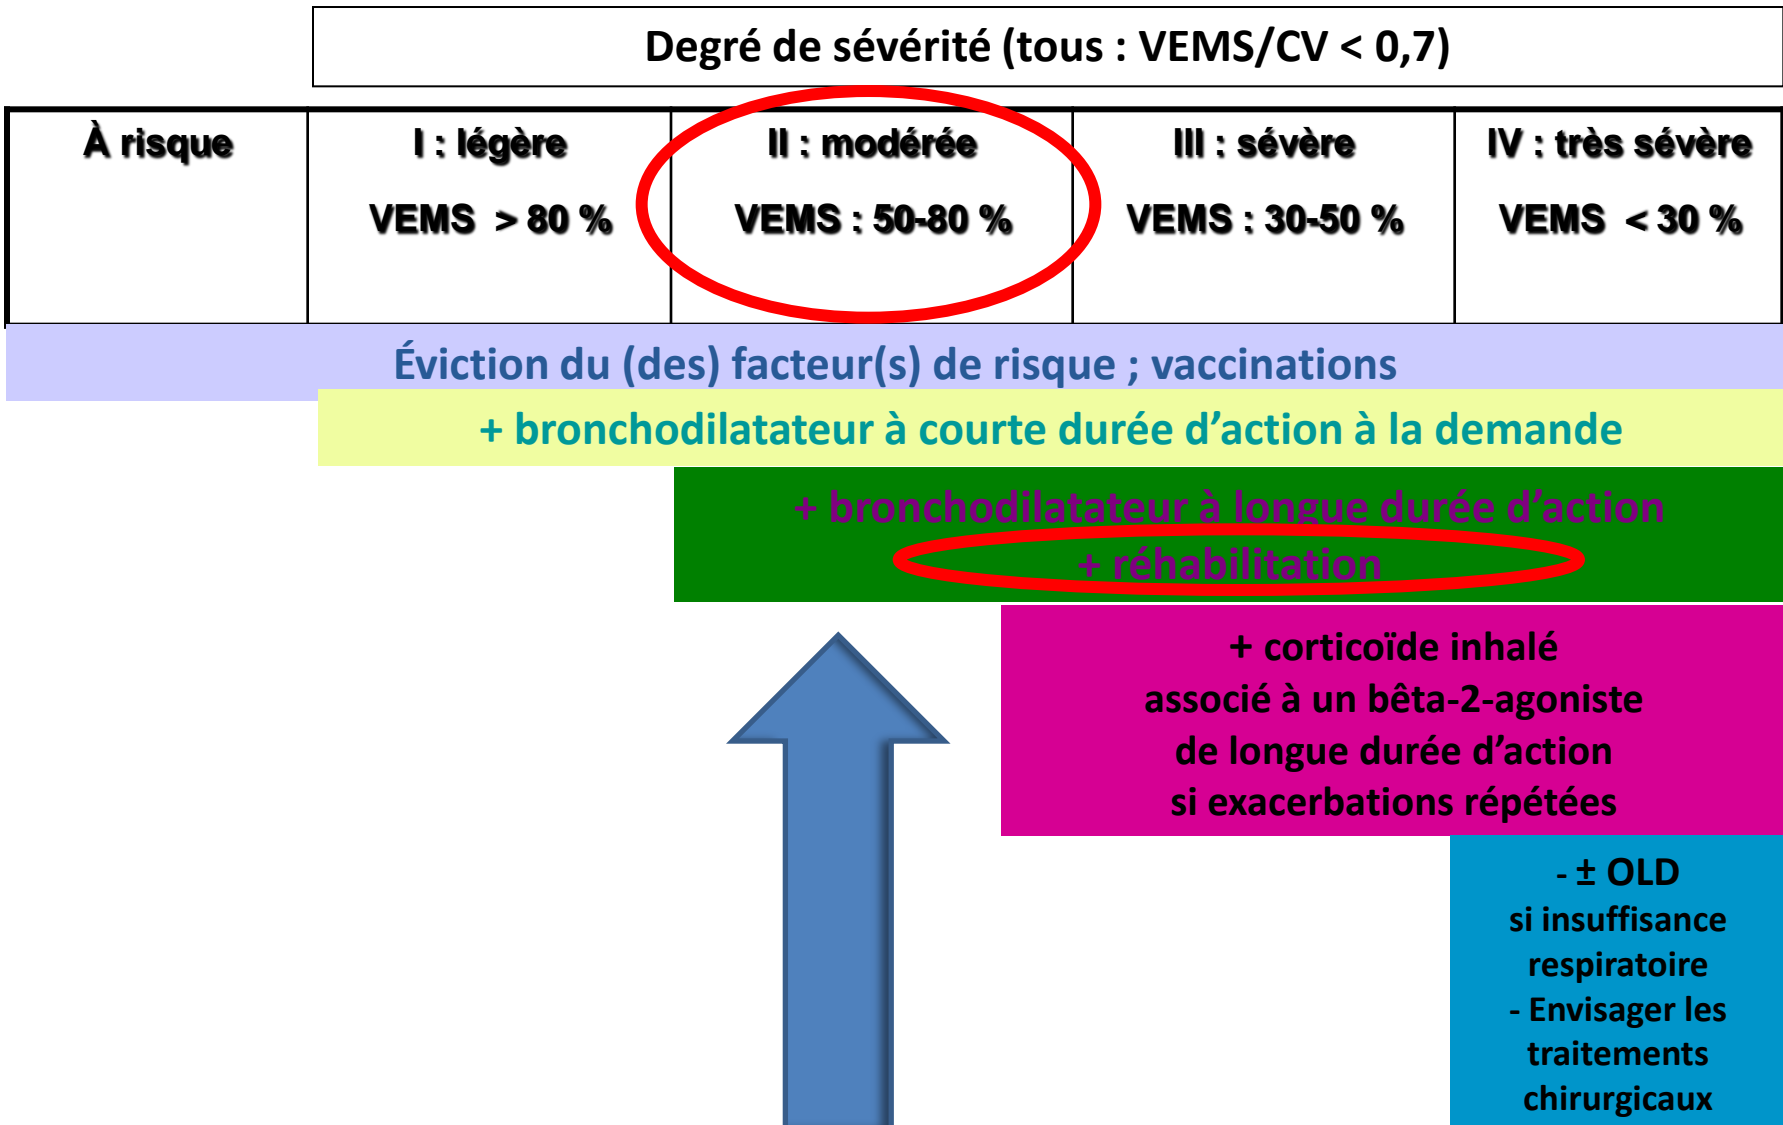 Degré de sévérité (tous : VEMS/CV < 0,7)
À risque
I : légère
VEMS > 80 %
II : modérée
VEMS : 50-80 %
III : sévère
VEMS : 30-50 %
IV : très sévère
VEMS < 30 %
Éviction du (des) facteur(s) de risque ; vaccinations
+ bronchodilatateur à courte durée d'action à la demande
+ bronchodilatateur à longue durée d'action
+ réhabilitation
+ corticoïde inhalé
associé à un bêta-2-agoniste
de longue durée d'action
si exacerbations répétées
- ± OLD
si insuffisance
respiratoire
- Envisager les
traitements
chirurgicaux